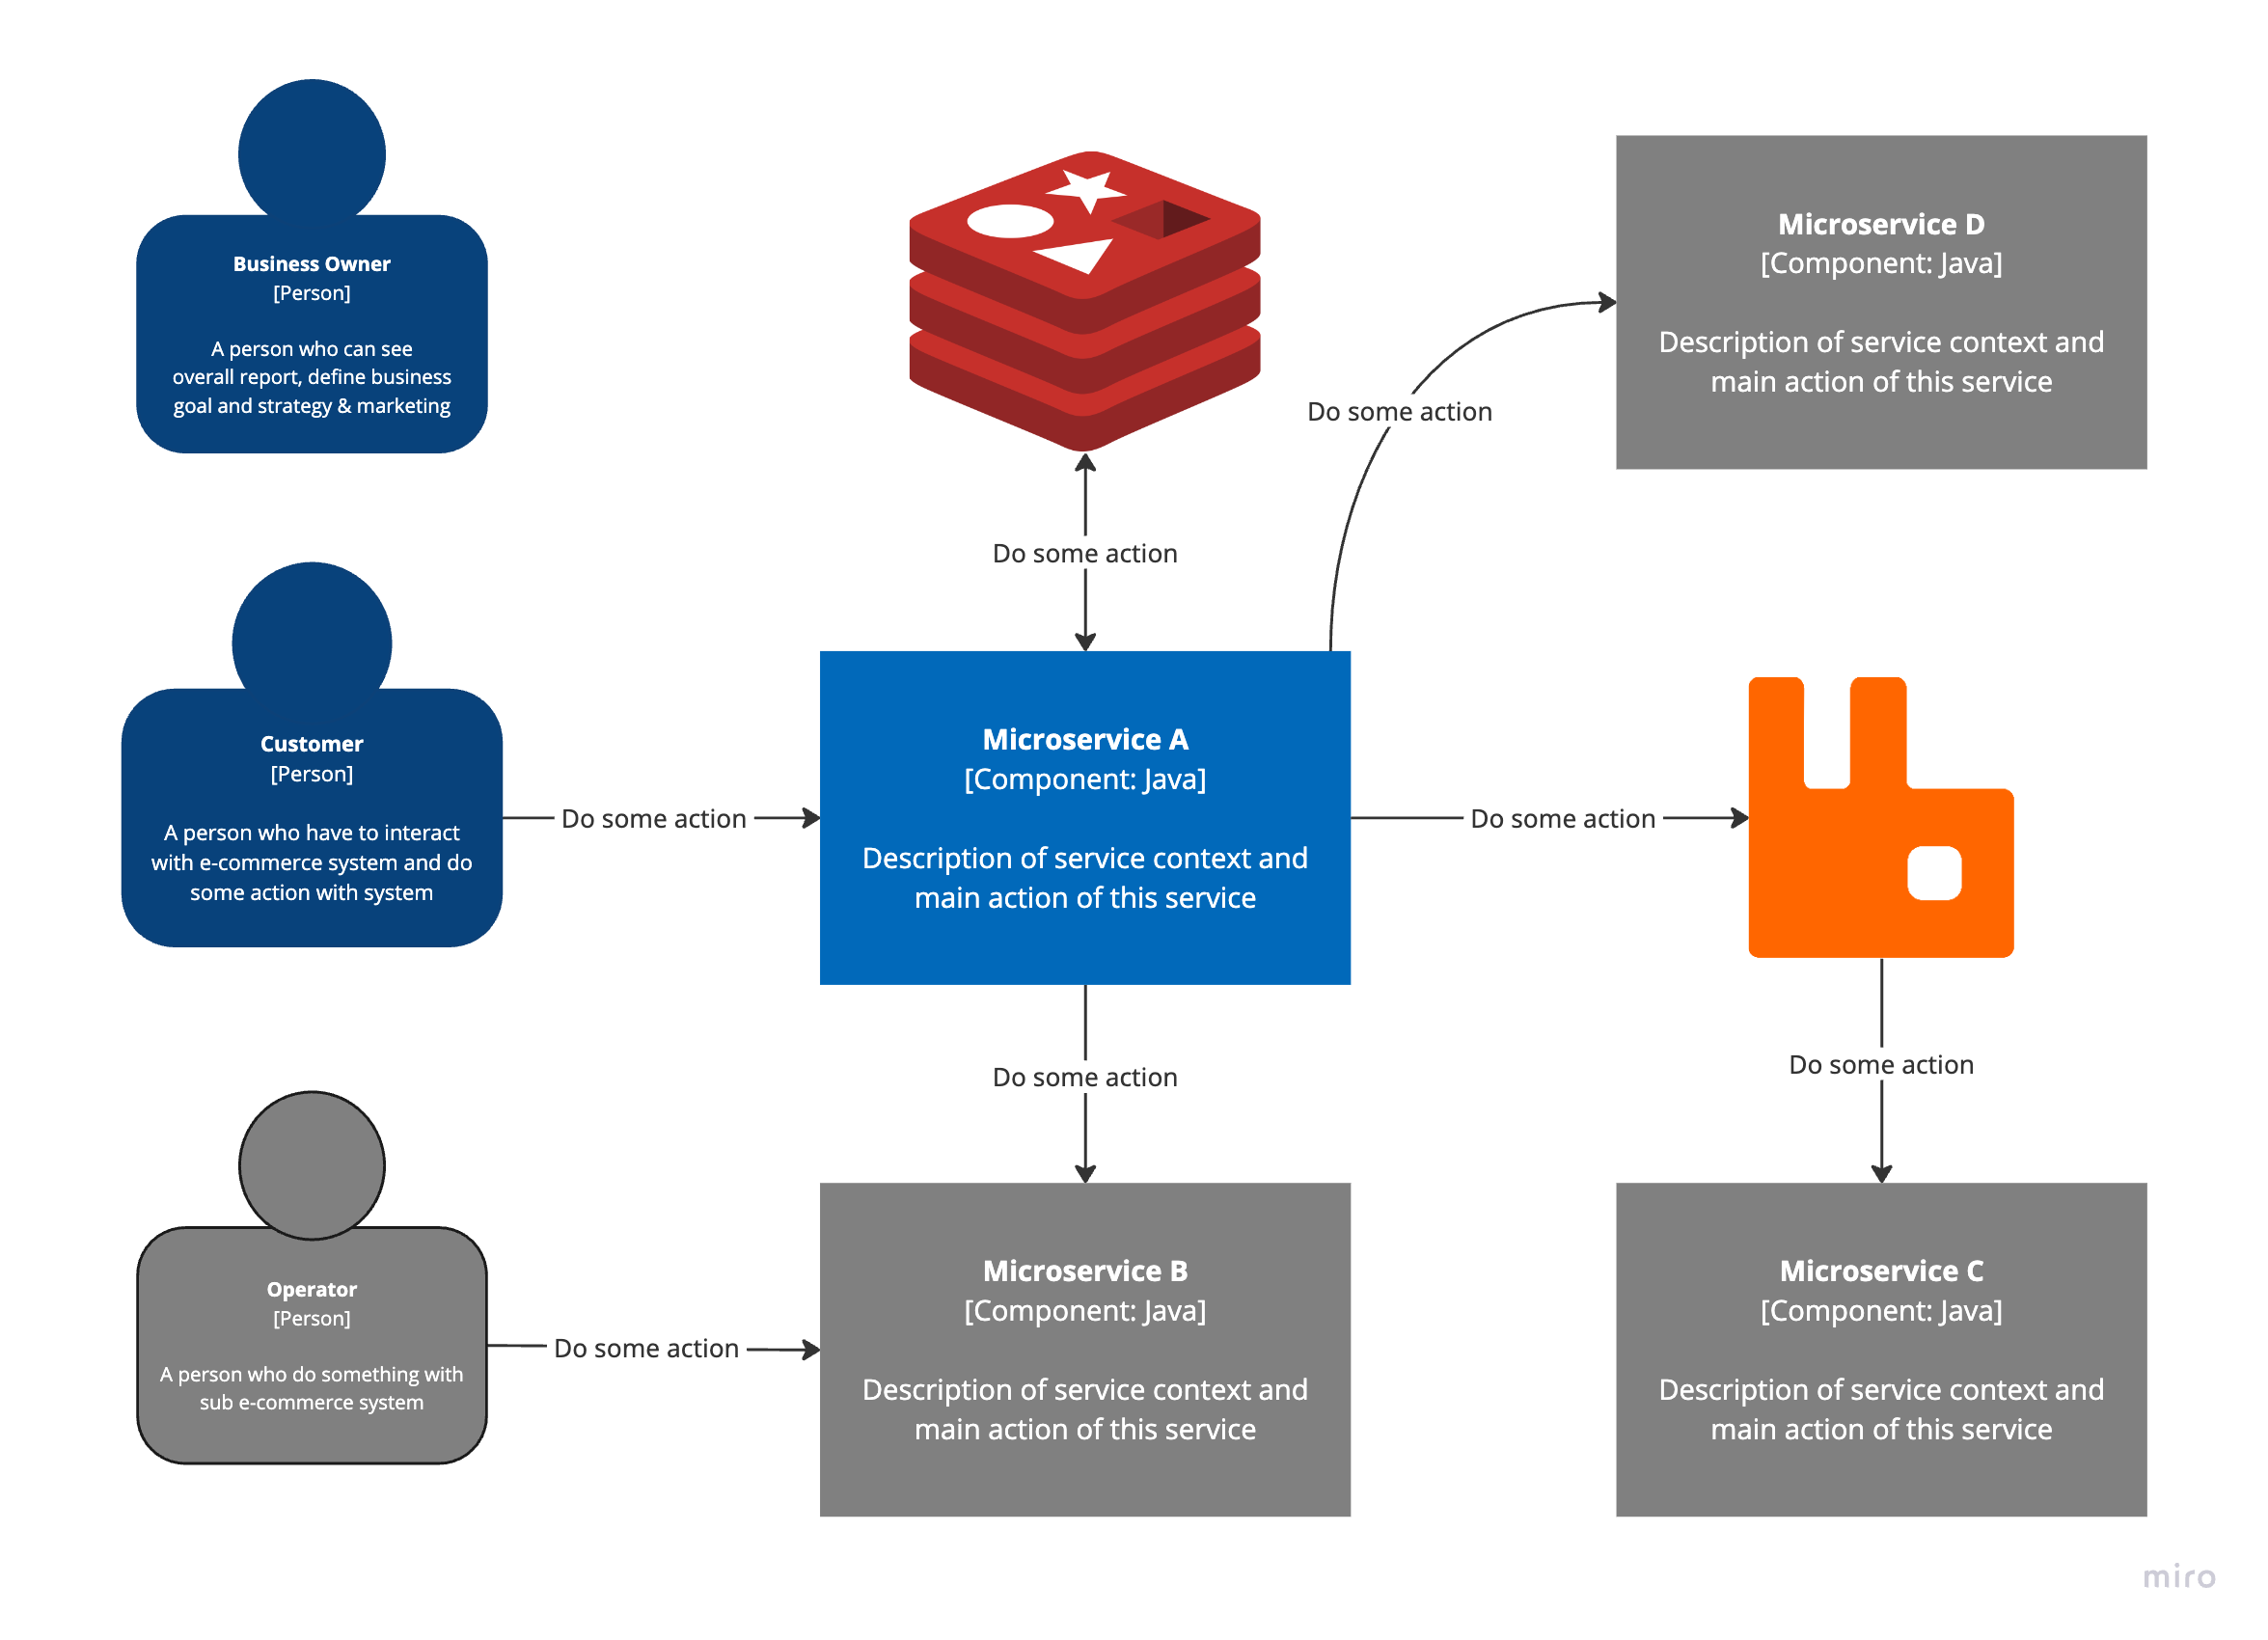 Business Owner
[Person]
A person who can see
overall report, define business
goal and strategy & marketing
Microservice D
[Component: Java]
Description of service context and
main action of this service
Do some action
Do some action
Customer
[Person]
A person who have to interact
with e-commerce system and do
some action with system
Do some action
Microservice A
[Component: Java]
Description of service context and
main action of this service
Do some action
Do some action
Do some action
Operator
[Person]
A person who do something with
sub e-commerce system
Do some action
Microservice B
[Component: Java]
Description of service context and
main action of this service
Microservice C
[Component: Java]
Description of service context and
main action of this service
miro